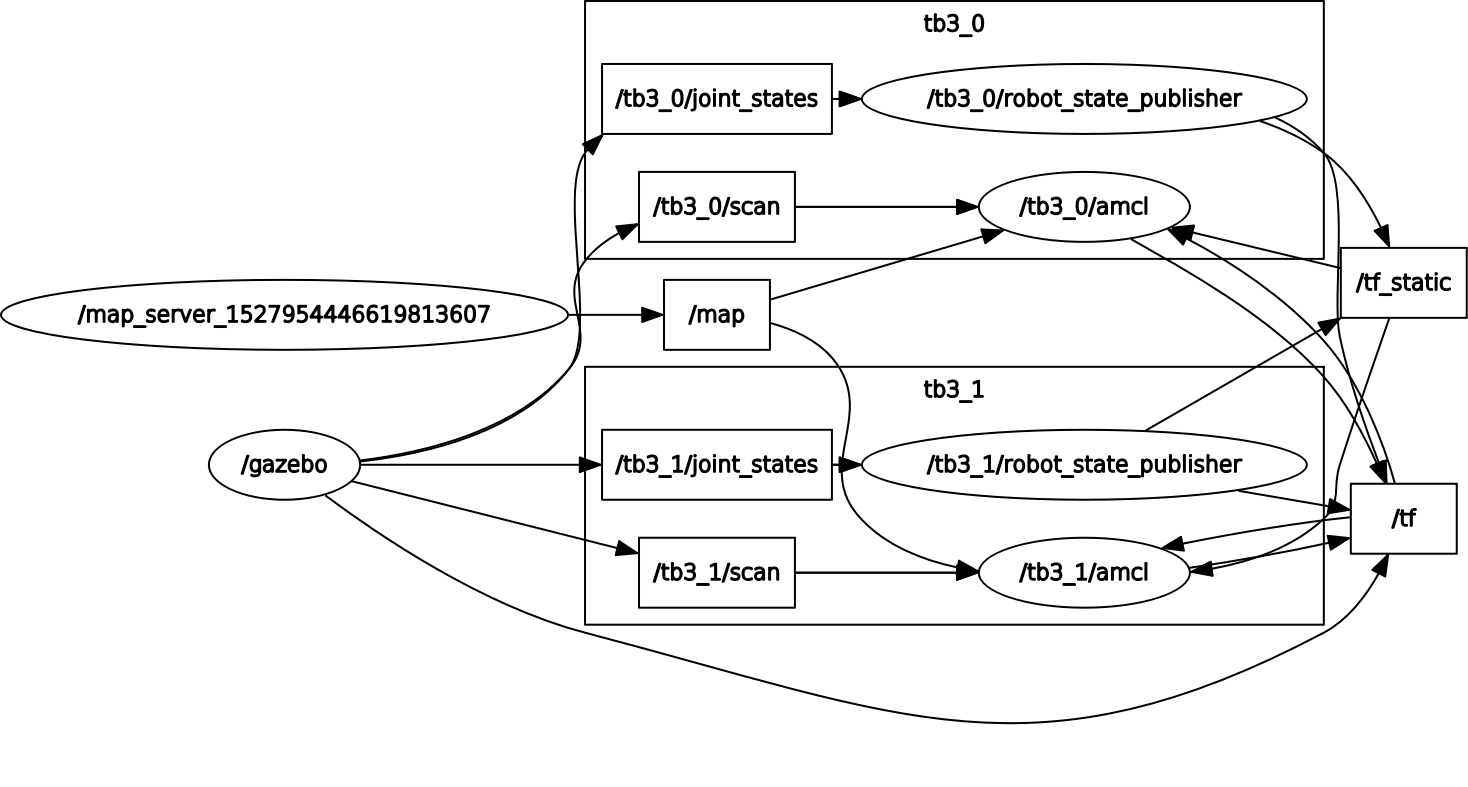 tb3_0
/tb3_0/joint_states
/tb3_0/robot_state_publisher
/tb3_0/scan
/tb3_0/amcl
/tf_static
/map_server_1527954446619813607
/map
tb3_1
/gazebo
/tb3_1/joint_states
/tb3_1/robot_state_publisher
/tf
/tb3_1/scan
/tb3_1/amcl